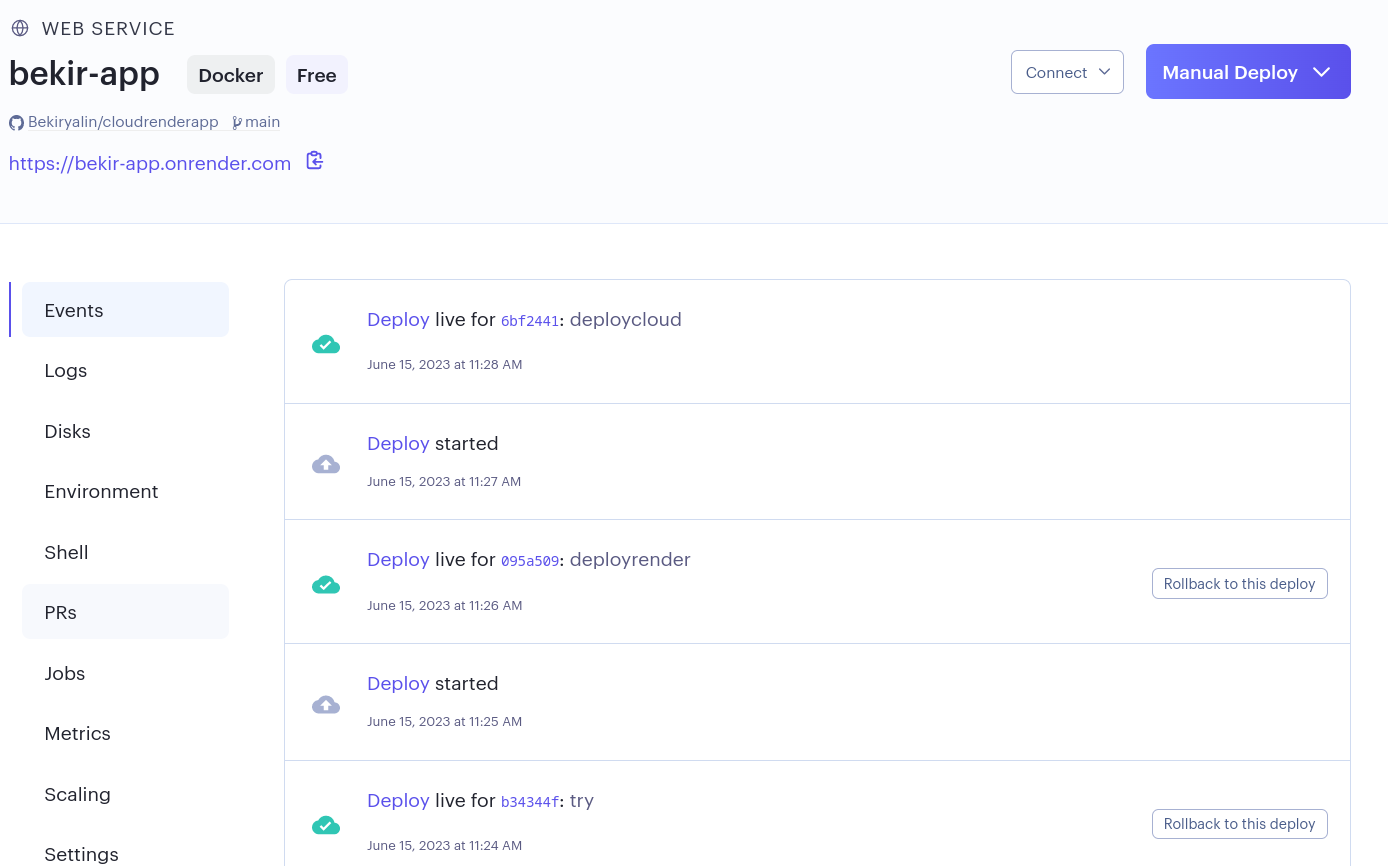 WEB SERVICE
bekir-app Docker Free
Connect Manual Deploy
Bekiryalin/cloudrenderapp main
https://bekir-app.onrender.com
Events
Logs
Disks
Environment
Shell
PRs
Jobs
Metrics
Scaling
Settings
Deploy live for 6bf2441: deploycloud
June 15, 2023 at 11:28 AM
Deploy started
June 15, 2023 at 11:27 AM
Deploy live for 095a509: deployrender
June 15, 2023 at 11:26 AM
Rollback to this deploy
Deploy started
June 15, 2023 at 11:25 AM
Deploy live for b34344f: try
June 15, 2023 at 11:24 AM
Rollback to this deploy